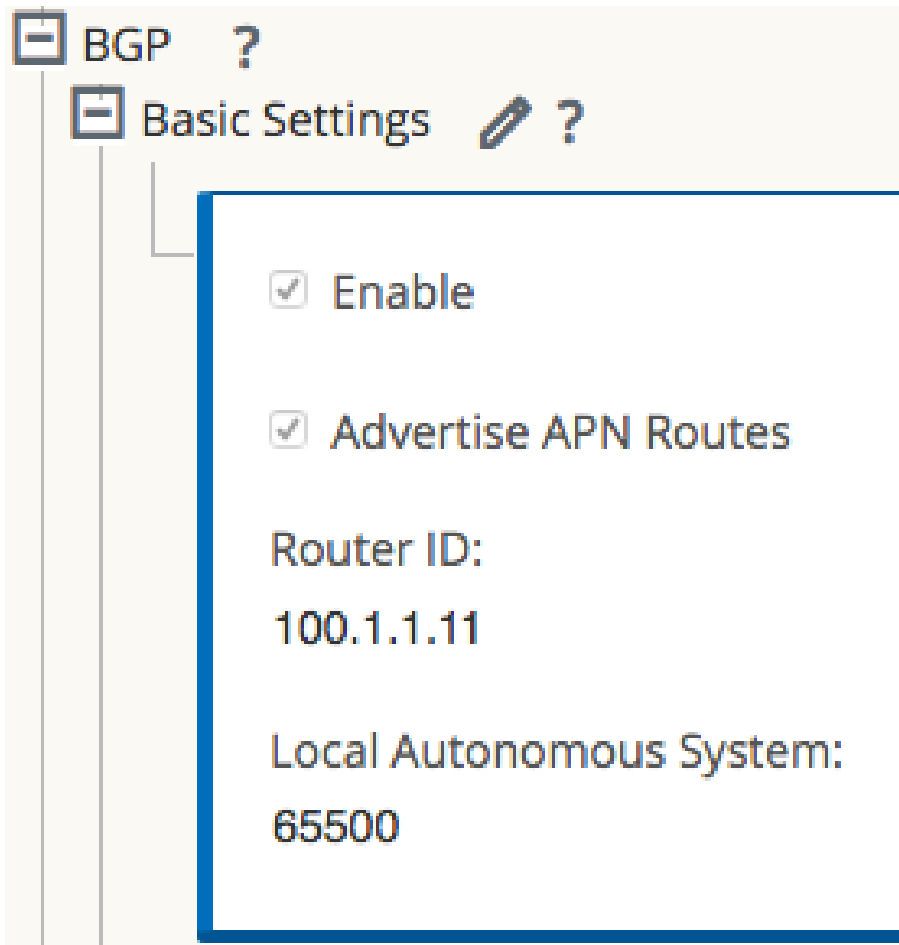 BGP ?
Basic Settings ?
Enable
Advertise APN Routes
Router ID:
100.1.1.11
Local Autonomous System:
65500